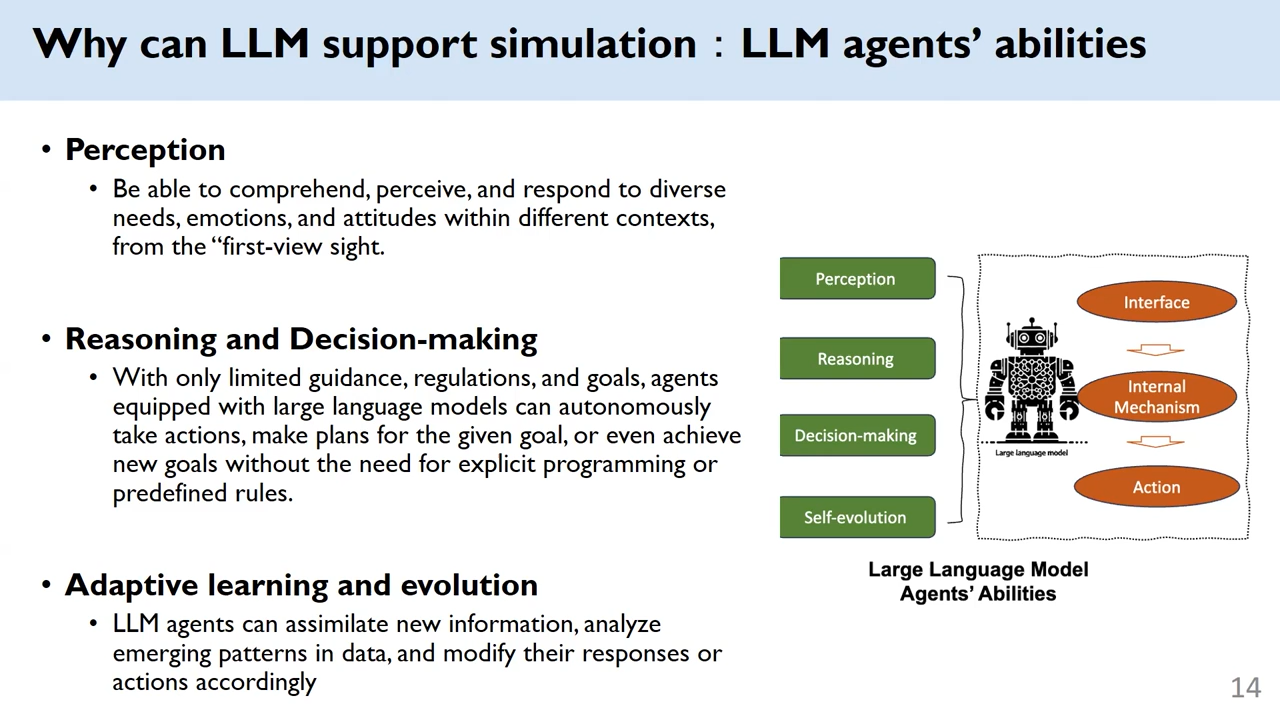 Why can LLM support simulation：LLM agents’ abilities
• Perception
• Be able to comprehend, perceive, and respond to diverse
needs, emotions, and attitudes within different contexts,
from the “first-view sight.
• Reasoning and Decision-making
• With only limited guidance, regulations, and goals, agents
equipped with large language models can autonomously
take actions, make plans for the given goal, or even achieve
new goals without the need for explicit programming or
predefined rules.
• Adaptive learning and evolution
• LLM agents can assimilate new information, analyze
emerging patterns in data, and modify their responses or
actions accordingly
Perception
Reasoning
Decision-making
Self-evolution
Large language model
Interface
Internal
Mechanism
Action
Large Language Model
Agents’ Abilities
14